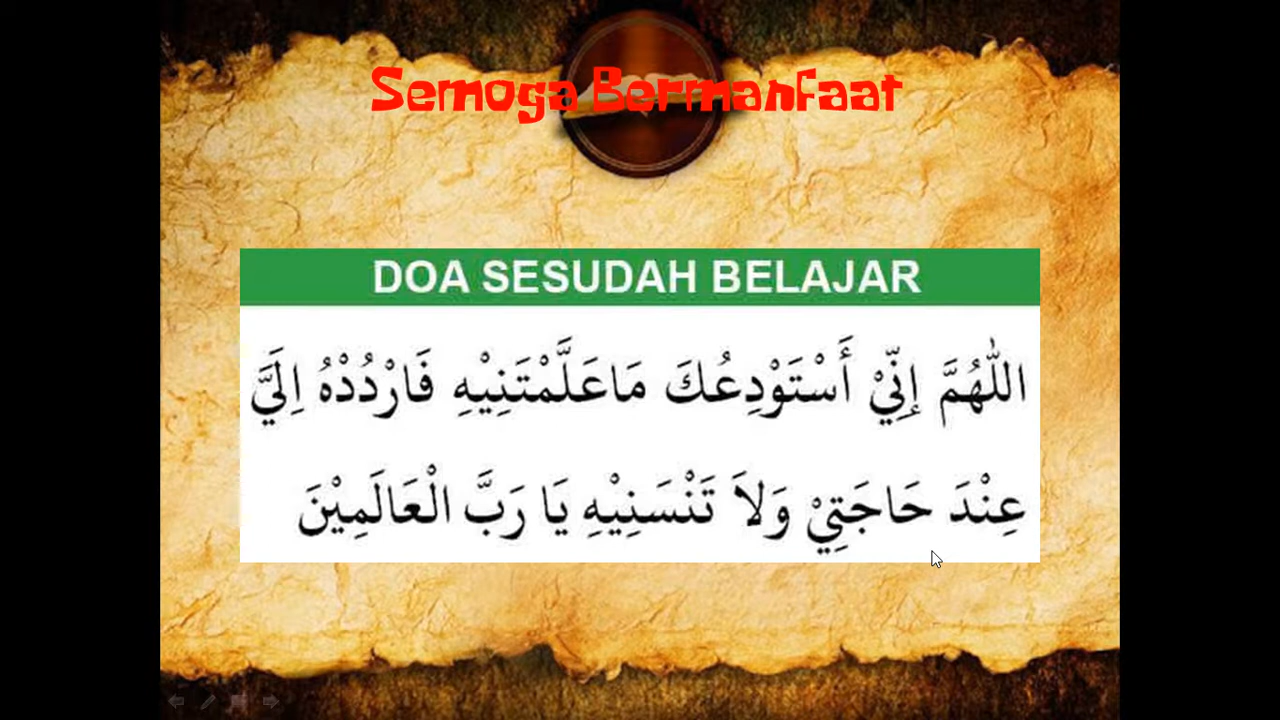 Semoga Bermanfaat
DOA SESUDAH BELAJAR
اللّٰهُمَّ إِنِّيْ أَسْتَوْدِعُكَ مَاعَلَّمْتَنِيْهِ فَارْدُدْهُ اِلَيَّ
عِنْدَ حَاجَتِيْ وَلاَ تَنْسَنِيْهِ يَا رَبَّ الْعَالَمِيْنَ